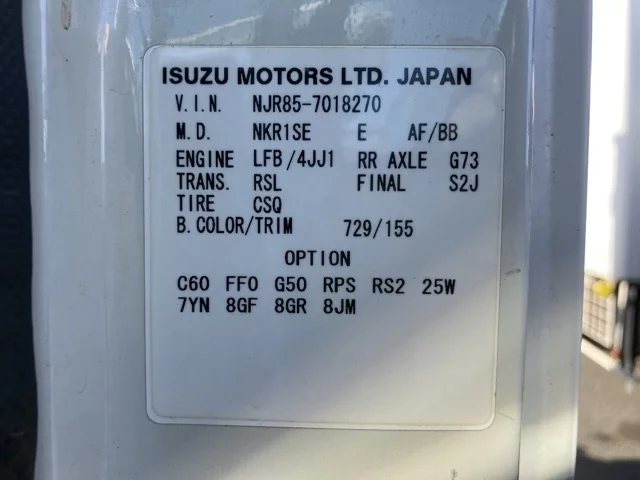 ISUZU MOTORS LTD. JAPAN
V.I.N. NJR85-7018270
M.D. NKR1SE E AF/BB
ENGINE LFB/4JJ1 RR AXLE G73
TRANS. RSL FINAL S2J
TIRE CSQ
B.COLOR/TRIM 729/155
OPTION
C60 FF0 G50 RPS RS2 25W
7YN 8GF 8GR 8JM